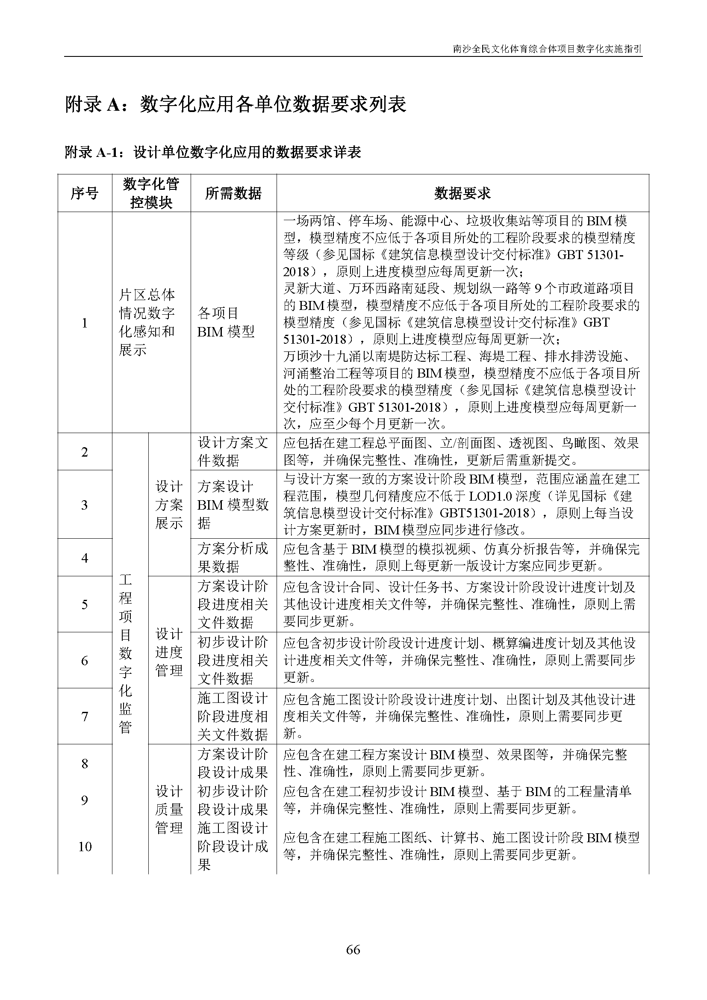 南沙全民文化体育综合体项目数字化实施指引
附录 A：数字化应用各单位数据要求列表
附录 A-1：设计单位数字化应用的数据要求详表
序号
数字化管
控模块
所需数据
数据要求
1
片区总体
情况数字
化感知和
展示
各项目
BIM 模型
一场两馆、停车场、能源中心、垃圾收集站等项目的 BIM 模
型，模型精度不应低于各项目所处的工程阶段要求的模型精度
等级（参见国标《建筑信息模型设计交付标准》GBT 51301-
2018），原则上进度模型应每周更新一次；
灵新大道、万环西路南延段、规划纵一路等 9 个市政道路项目
的 BIM 模型，模型精度不应低于各项目所处的工程阶段要求的
模型精度（参见国标《建筑信息模型设计交付标准》GBT
51301-2018），原则上进度模型应每周更新一次；
万顷沙十九涌以南堤防达标工程、海堤工程、排水排涝设施、
河涌整治工程等项目的 BIM 模型，模型精度不应低于各项目所
处的工程阶段要求的模型精度（参见国标《建筑信息模型设计
交付标准》GBT 51301-2018），原则上进度模型应每周更新一
次，应至少每个月更新一次。
工
程
项
目
数
字
化
监
管
设计
方案
展示
2
设计方案文
件数据
应包括在建工程总平面图、立/剖面图、透视图、鸟瞰图、效果
图等，并确保完整性、准确性，更新后需重新提交。
3
方案设计
BIM 模型数
据
与设计方案一致的方案设计阶段 BIM 模型，范围应涵盖在建工
程范围，模型几何精度应不低于 LOD1.0 深度（详见国标《建
筑信息模型设计交付标准》GBT51301-2018），原则上每当设
计方案更新时，BIM 模型应同步进行修改。
4
方案分析成
果数据
应包含基于 BIM 模型的模拟视频、仿真分析报告等，并确保完
整性、准确性，原则上每更新一版设计方案应同步更新。
设计
进度
管理
5
方案设计阶
段进度相关
文件数据
应包含设计合同、设计任务书、方案设计阶段设计进度计划及
其他设计进度相关文件等，并确保完整性、准确性，原则上需
要同步更新。
6
初步设计阶
段进度相关
文件数据
应包含初步设计阶段设计进度计划、概算编进度计划及其他设
计进度相关文件等，并确保完整性、准确性，原则上需要同步
更新。
7
施工图设计
阶段进度相
关文件数据
应包含施工图设计阶段设计进度计划、出图计划及其他设计进
度相关文件等，并确保完整性、准确性，原则上需要同步更
新。
设计
质量
管理
8
方案设计阶
段设计成果
应包含在建工程方案设计 BIM 模型、效果图等，并确保完整
性、准确性，原则上需要同步更新。
9
初步设计阶
段设计成果
应包含在建工程初步设计 BIM 模型、基于 BIM 的工程量清单
等，并确保完整性、准确性，原则上需要同步更新。
10
施工图设计
阶段设计成
果
应包含在建工程施工图纸、计算书、施工图设计阶段 BIM 模型
等，并确保完整性、准确性，原则上需要同步更新。
66